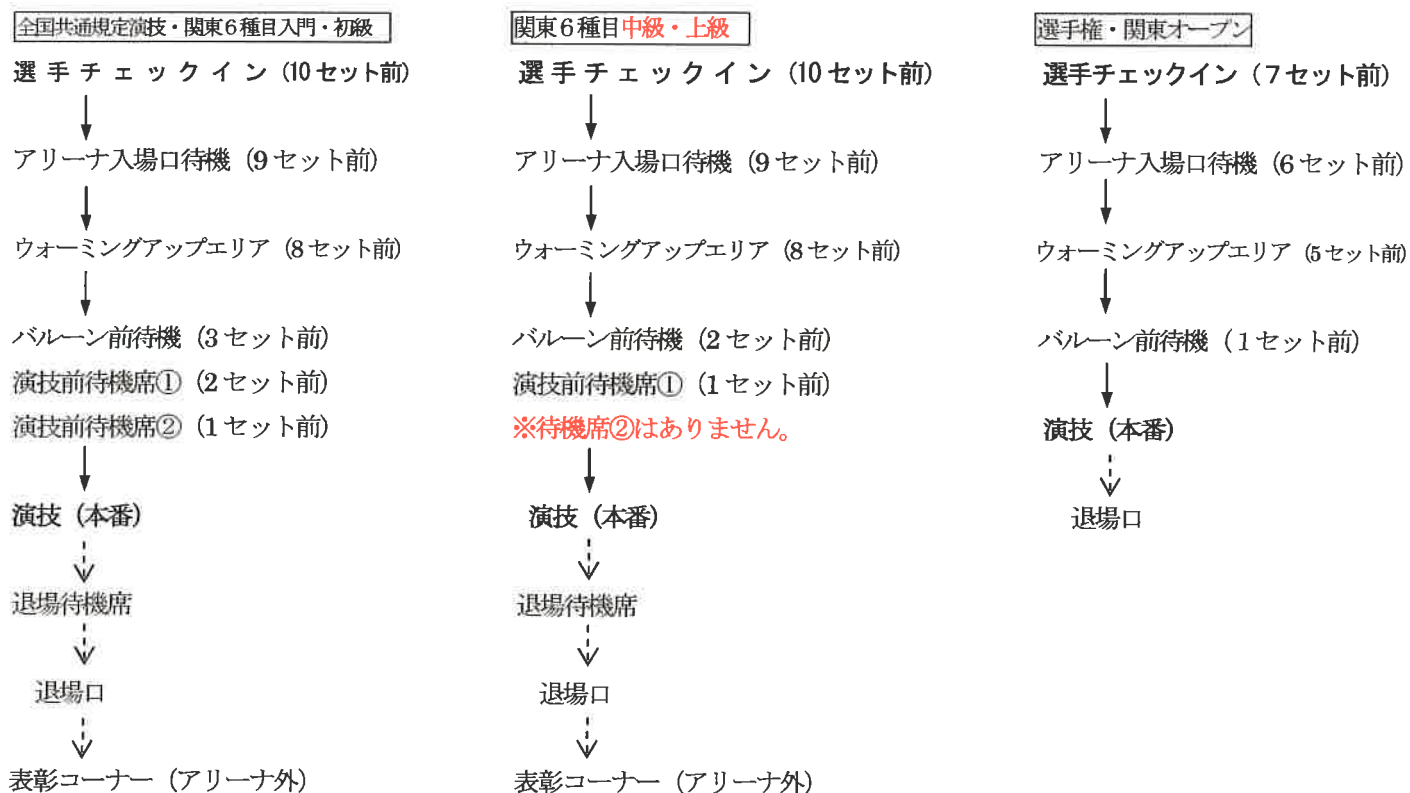 全国共通規定演技・関東6種目入門・初級
選手チェックイン（10セット前）
アリーナ入場口待機（9セット前）
ウォーミングアップエリア（8セット前）
バルーン前待機（3セット前）
演技前待機席①（2セット前）
演技前待機席②（1セット前）
演技（本番）
退場待機席
退場口
表彰コーナー（アリーナ外）
関東6種目中級・上級
選手チェックイン（10セット前）
アリーナ入場口待機（9セット前）
ウォーミングアップエリア（8セット前）
バルーン前待機（2セット前）
演技前待機席①（1セット前）
※待機席②はありません。
演技（本番）
退場待機席
退場口
表彰コーナー（アリーナ外）
選手権・関東オープン
選手チェックイン（7セット前）
アリーナ入場口待機（6セット前）
ウォーミングアップエリア（5セット前）
バルーン前待機（1セット前）
演技（本番）
退場口